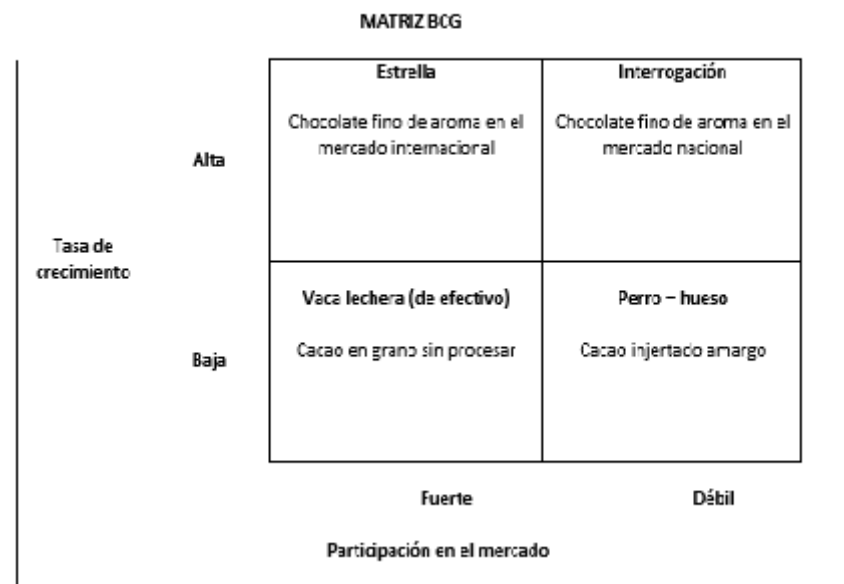 MATRIZ BCG
Estrella
Interrogación
Chocolate fino de aroma en el
mercado internacional
Chocolate fino de aroma en el
mercado nacional
Alta
Tasa de
crecimiento
Vaca lechera (de efectivo)
Perro – hueso
Baja
Cacao en grano sin procesar
Cacao injertado amargo
Fuerte
Débil
Participación en el mercado